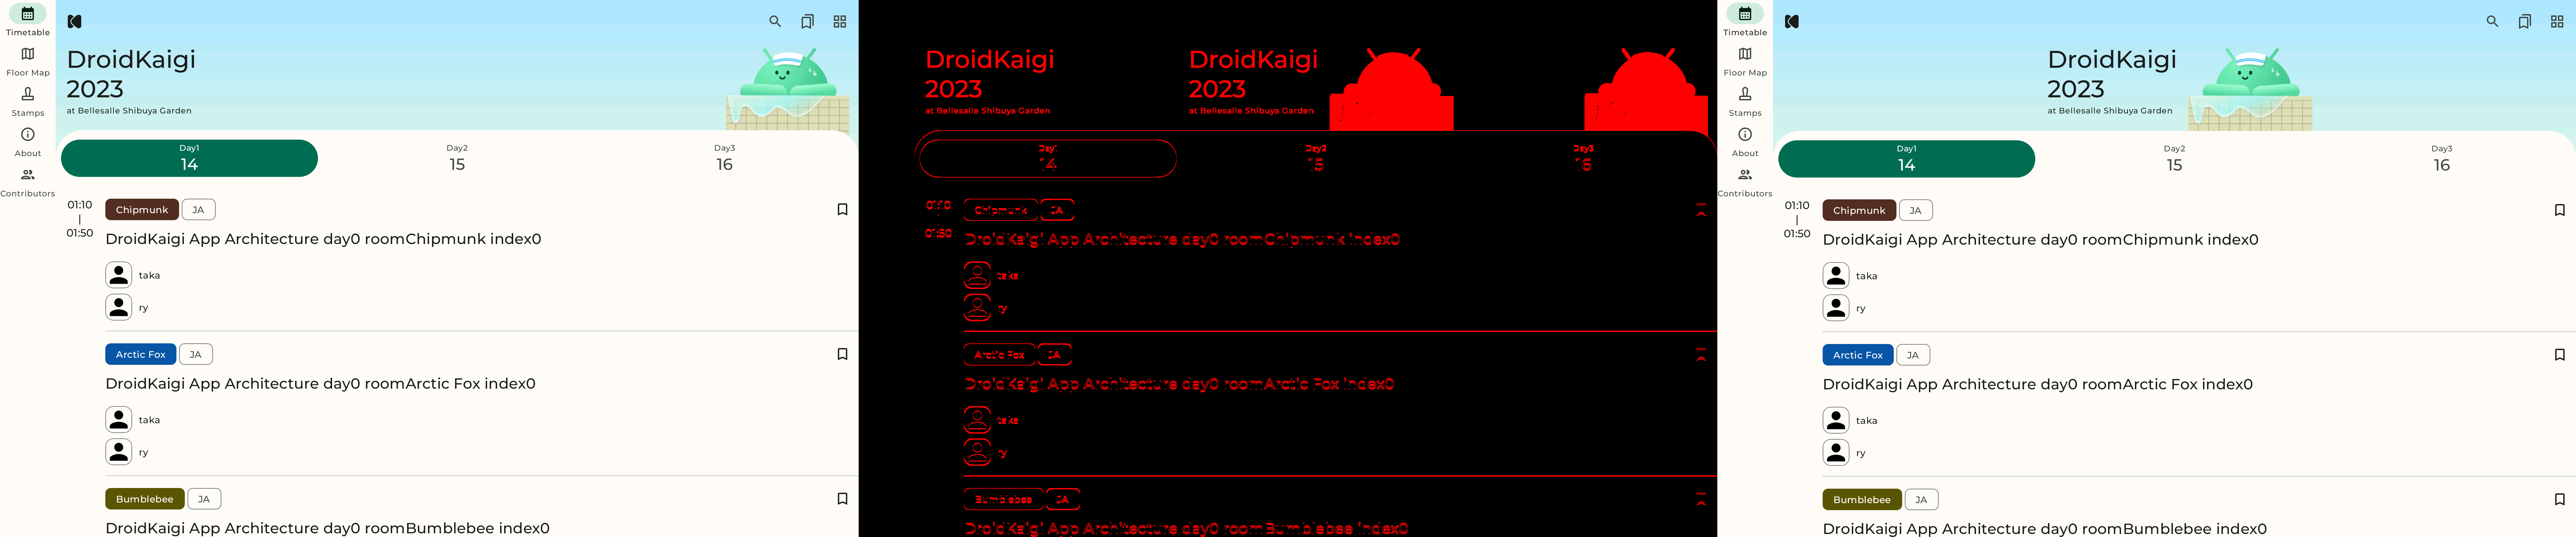 Timetable
Floor Map
Stamps
About
Contributors
DroidKaigi
2023
at Bellesalle Shibuya Garden
Day1
14
Day2
15
Day3
16
01:10
|
01:50
Chipmunk JA
DroidKaigi App Architecture day0 roomChipmunk index0
taka
ry
Arctic Fox JA
DroidKaigi App Architecture day0 roomArctic Fox index0
taka
ry
Bumblebee JA
DroidKaigi App Architecture day0 roomBumblebee index0
DroidKaigi
2023
at Bellesalle Shibuya Garden
DroidKaigi
2023
at Bellesalle Shibuya Garden
Day1
14
Day2
15
Day3
16
01:10
01:50
Chipmunk JA
DroidKaigi App Architecture day0 roomChipmunk index0
taka
ry
Arctic Fox JA
DroidKaigi App Architecture day0 roomArctic Fox index0
taka
ry
Bumblebee JA
DroidKaigi App Architecture day0 roomBumblebee index0
Timetable
Floor Map
Stamps
About
Contributors
DroidKaigi
2023
at Bellesalle Shibuya Garden
Day1
14
Day2
15
Day3
16
01:10
|
01:50
Chipmunk JA
DroidKaigi App Architecture day0 roomChipmunk index0
taka
ry
Arctic Fox JA
DroidKaigi App Architecture day0 roomArctic Fox index0
taka
ry
Bumblebee JA
DroidKaigi App Architecture day0 roomBumblebee index0